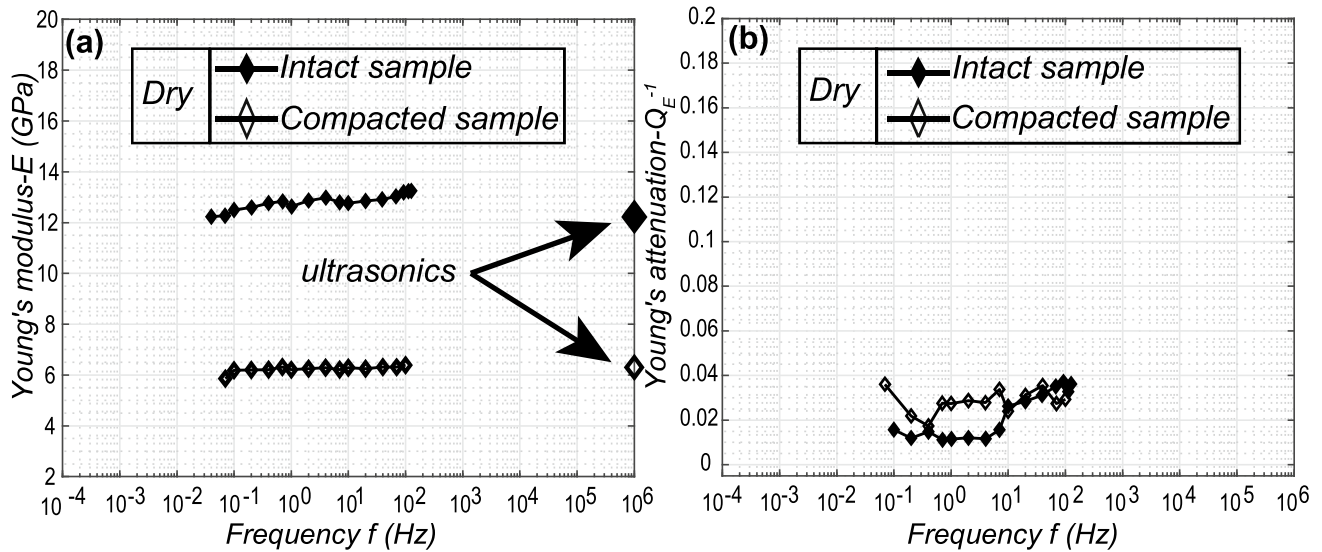 (a)
Dry
Intact sample
Compacted sample
ultrasonics
Young's modulus-E (GPa)
20
18
16
14
12
10
8
6
4
2
10^-4 10^-3 10^-2 10^-1 10^0 10^1 10^2 10^3 10^4 10^5 10^6
Frequency f (Hz)
(b)
Dry
Intact sample
Compacted sample
Young's attenuation-Q_E^-1
0.2
0.18
0.16
0.14
0.12
0.1
0.08
0.06
0.04
0.02
0
10^-4 10^-3 10^-2 10^-1 10^0 10^1 10^2 10^3 10^4 10^5 10^6
Frequency f (Hz)